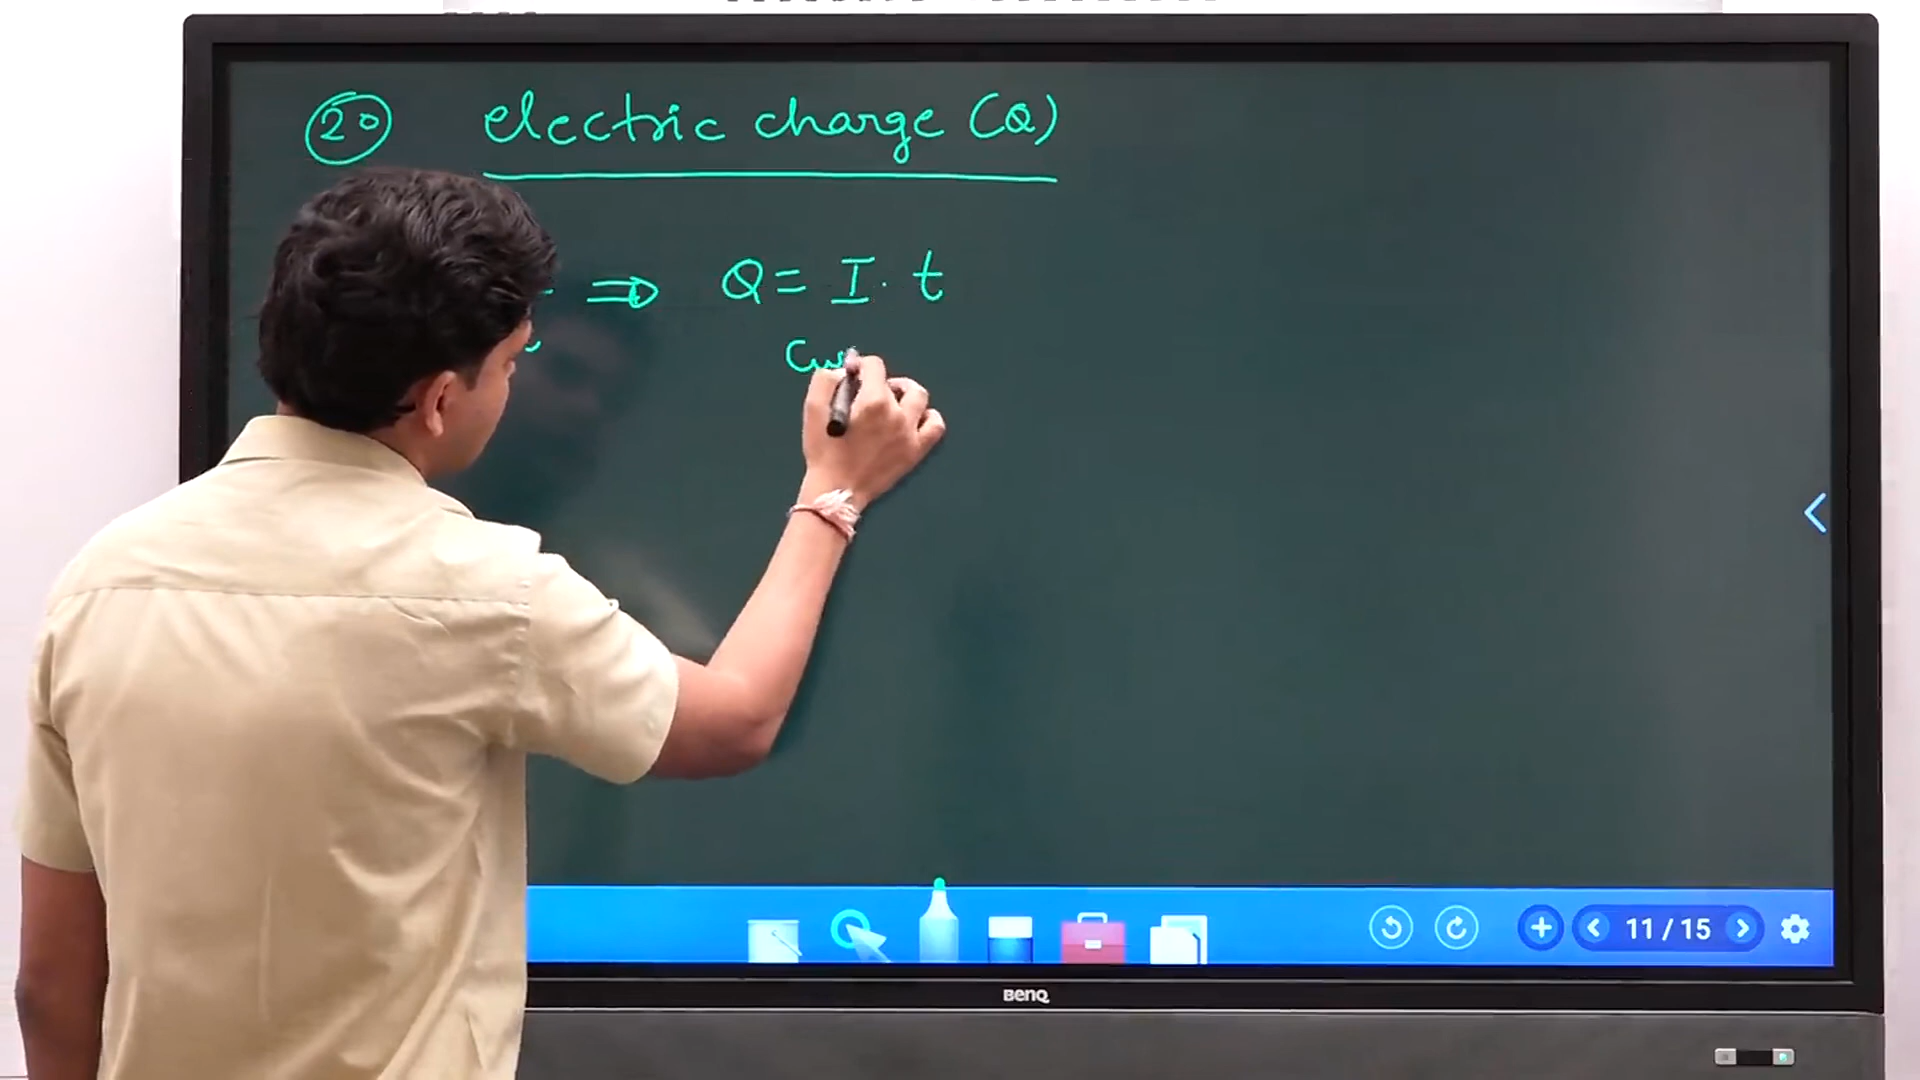 20 electric charge (Q)
⇒ Q = I · t
11 / 15
BenQ